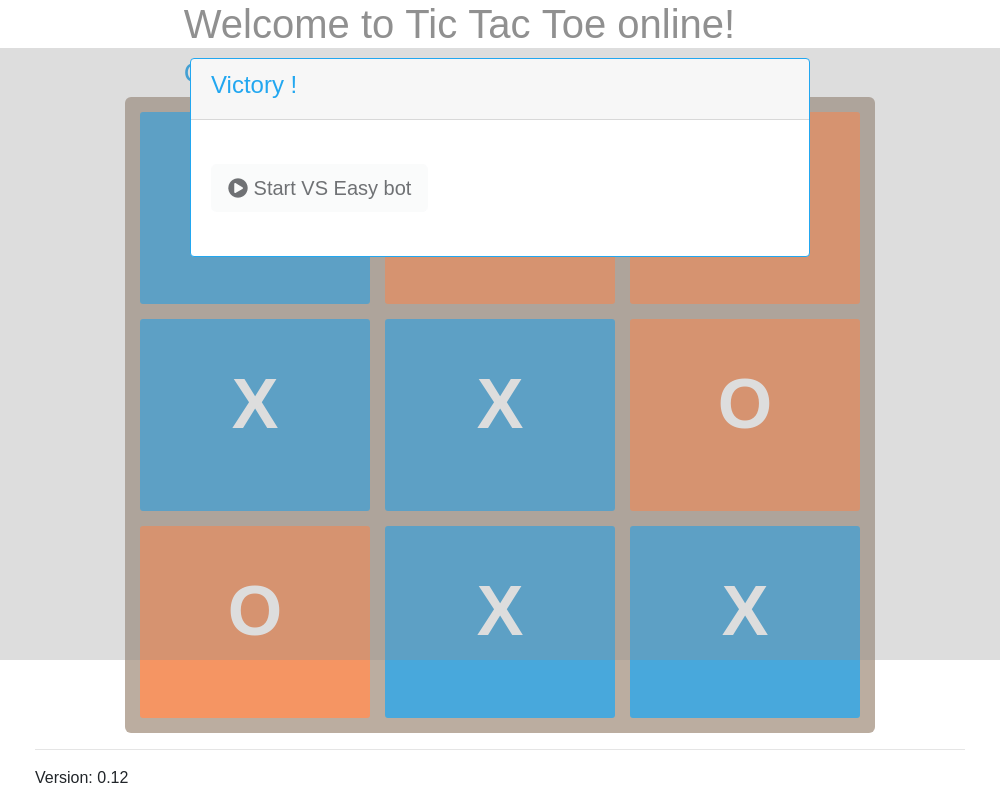 Welcome to Tic Tac Toe online!
Victory !
Start VS Easy bot
X X O
O X X
Version: 0.12